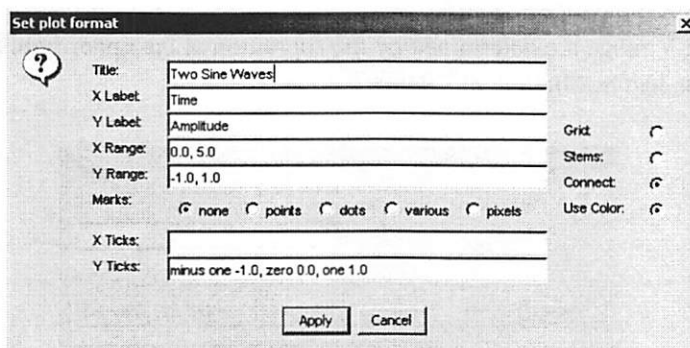 Set plot format
Title: Two Sine Waves
X Label: Time
Y Label: Amplitude
X Range: 0.0, 5.0
Y Range: -1.0, 1.0
Marks: none points dots various pixels
X Ticks:
Y Ticks: minus one -1.0, zero 0.0, one 1.0
Grid:
Stems:
Connect:
Use Color:
Apply Cancel